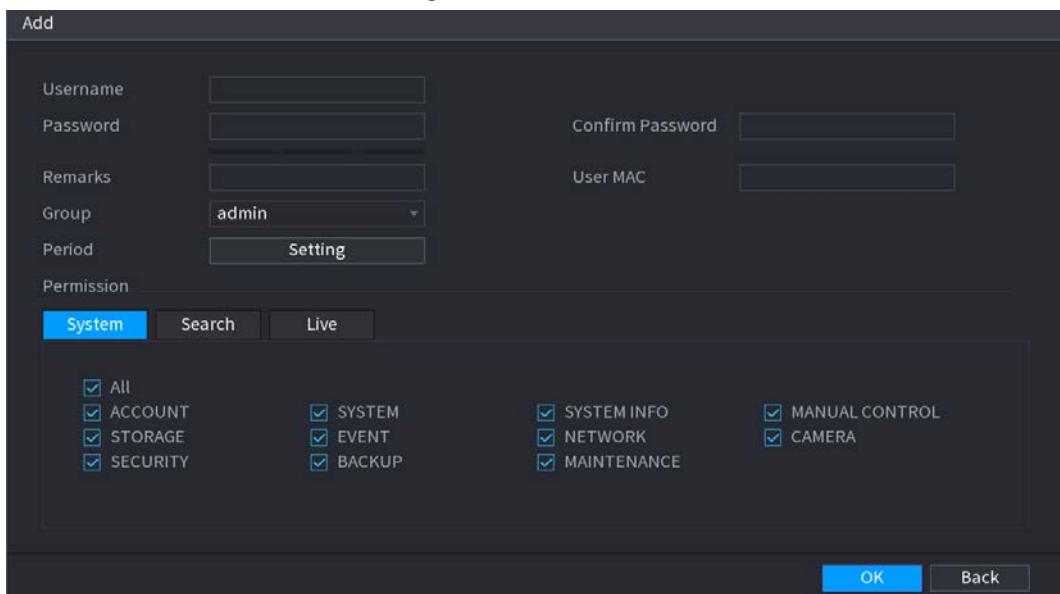 Add
Username
Password
Confirm Password
Remarks
User MAC
Group
admin
Period
Setting
Permission
System Search Live
All
ACCOUNT SYSTEM SYSTEM INFO MANUAL CONTROL
STORAGE EVENT NETWORK CAMERA
SECURITY BACKUP MAINTENANCE
OK Back